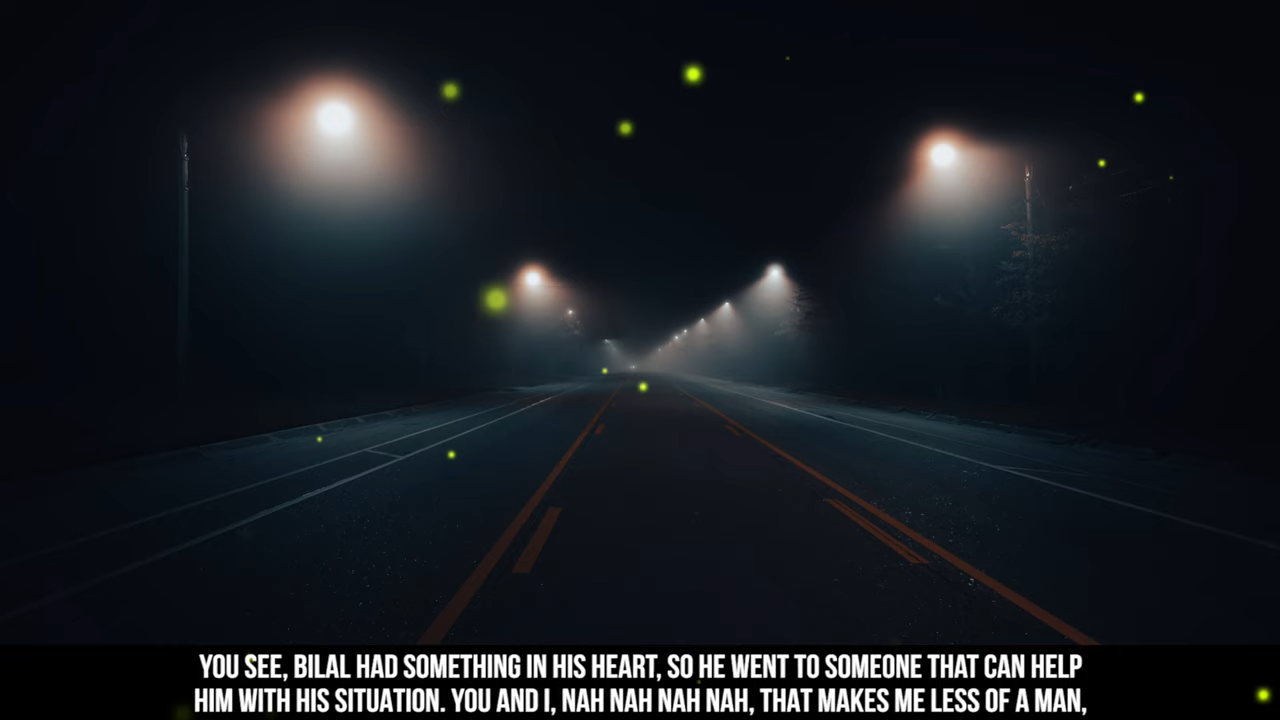 YOU SEE, BILAL HAD SOMETHING IN HIS HEART, SO HE WENT TO SOMEONE THAT CAN HELP
HIM WITH HIS SITUATION. YOU AND I, NAH NAH NAH NAH, THAT MAKES ME LESS OF A MAN,